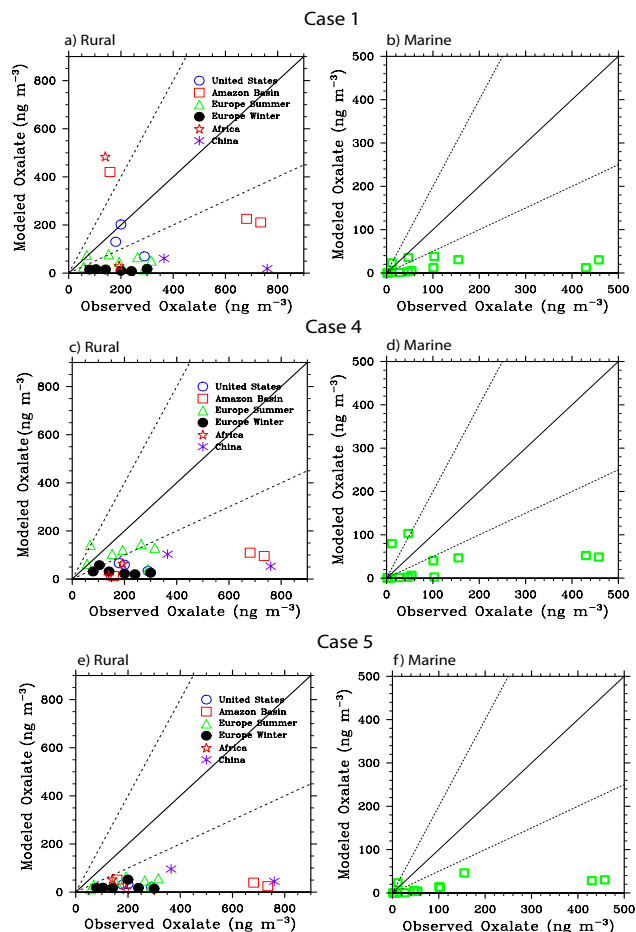 Case 1
a) Rural
b) Marine
Modeled Oxalate (ng m⁻³)
800
600
400
200
0
United States
Amazon Basin
Europe Summer
Europe Winter
Africa
China
0 200 400 600 800
Observed Oxalate (ng m⁻³)
Modeled Oxalate (ng m⁻³)
500
400
300
200
100
0
0 100 200 300 400 500
Observed Oxalate (ng m⁻³)
Case 4
c) Rural
d) Marine
Modeled Oxalate(ng m⁻³)
800
600
400
200
0
United States
Amazon Basin
Europe Summer
Europe Winter
Africa
China
0 200 400 600 800
Observed Oxalate (ng m⁻³)
Modeled Oxalate (ng m⁻³)
500
400
300
200
100
0
0 100 200 300 400 500
Observed Oxalate (ng m⁻³)
Case 5
e) Rural
f) Marine
Modeled Oxalate (ng m⁻³)
800
600
400
200
0
United States
Amazon Basin
Europe Summer
Europe Winter
Africa
China
0 200 400 600 800
Observed Oxalate (ng m⁻³)
Modeled Oxalate (ng m⁻³)
500
400
300
200
100
0
0 100 200 300 400 500
Observed Oxalate (ng m⁻³)